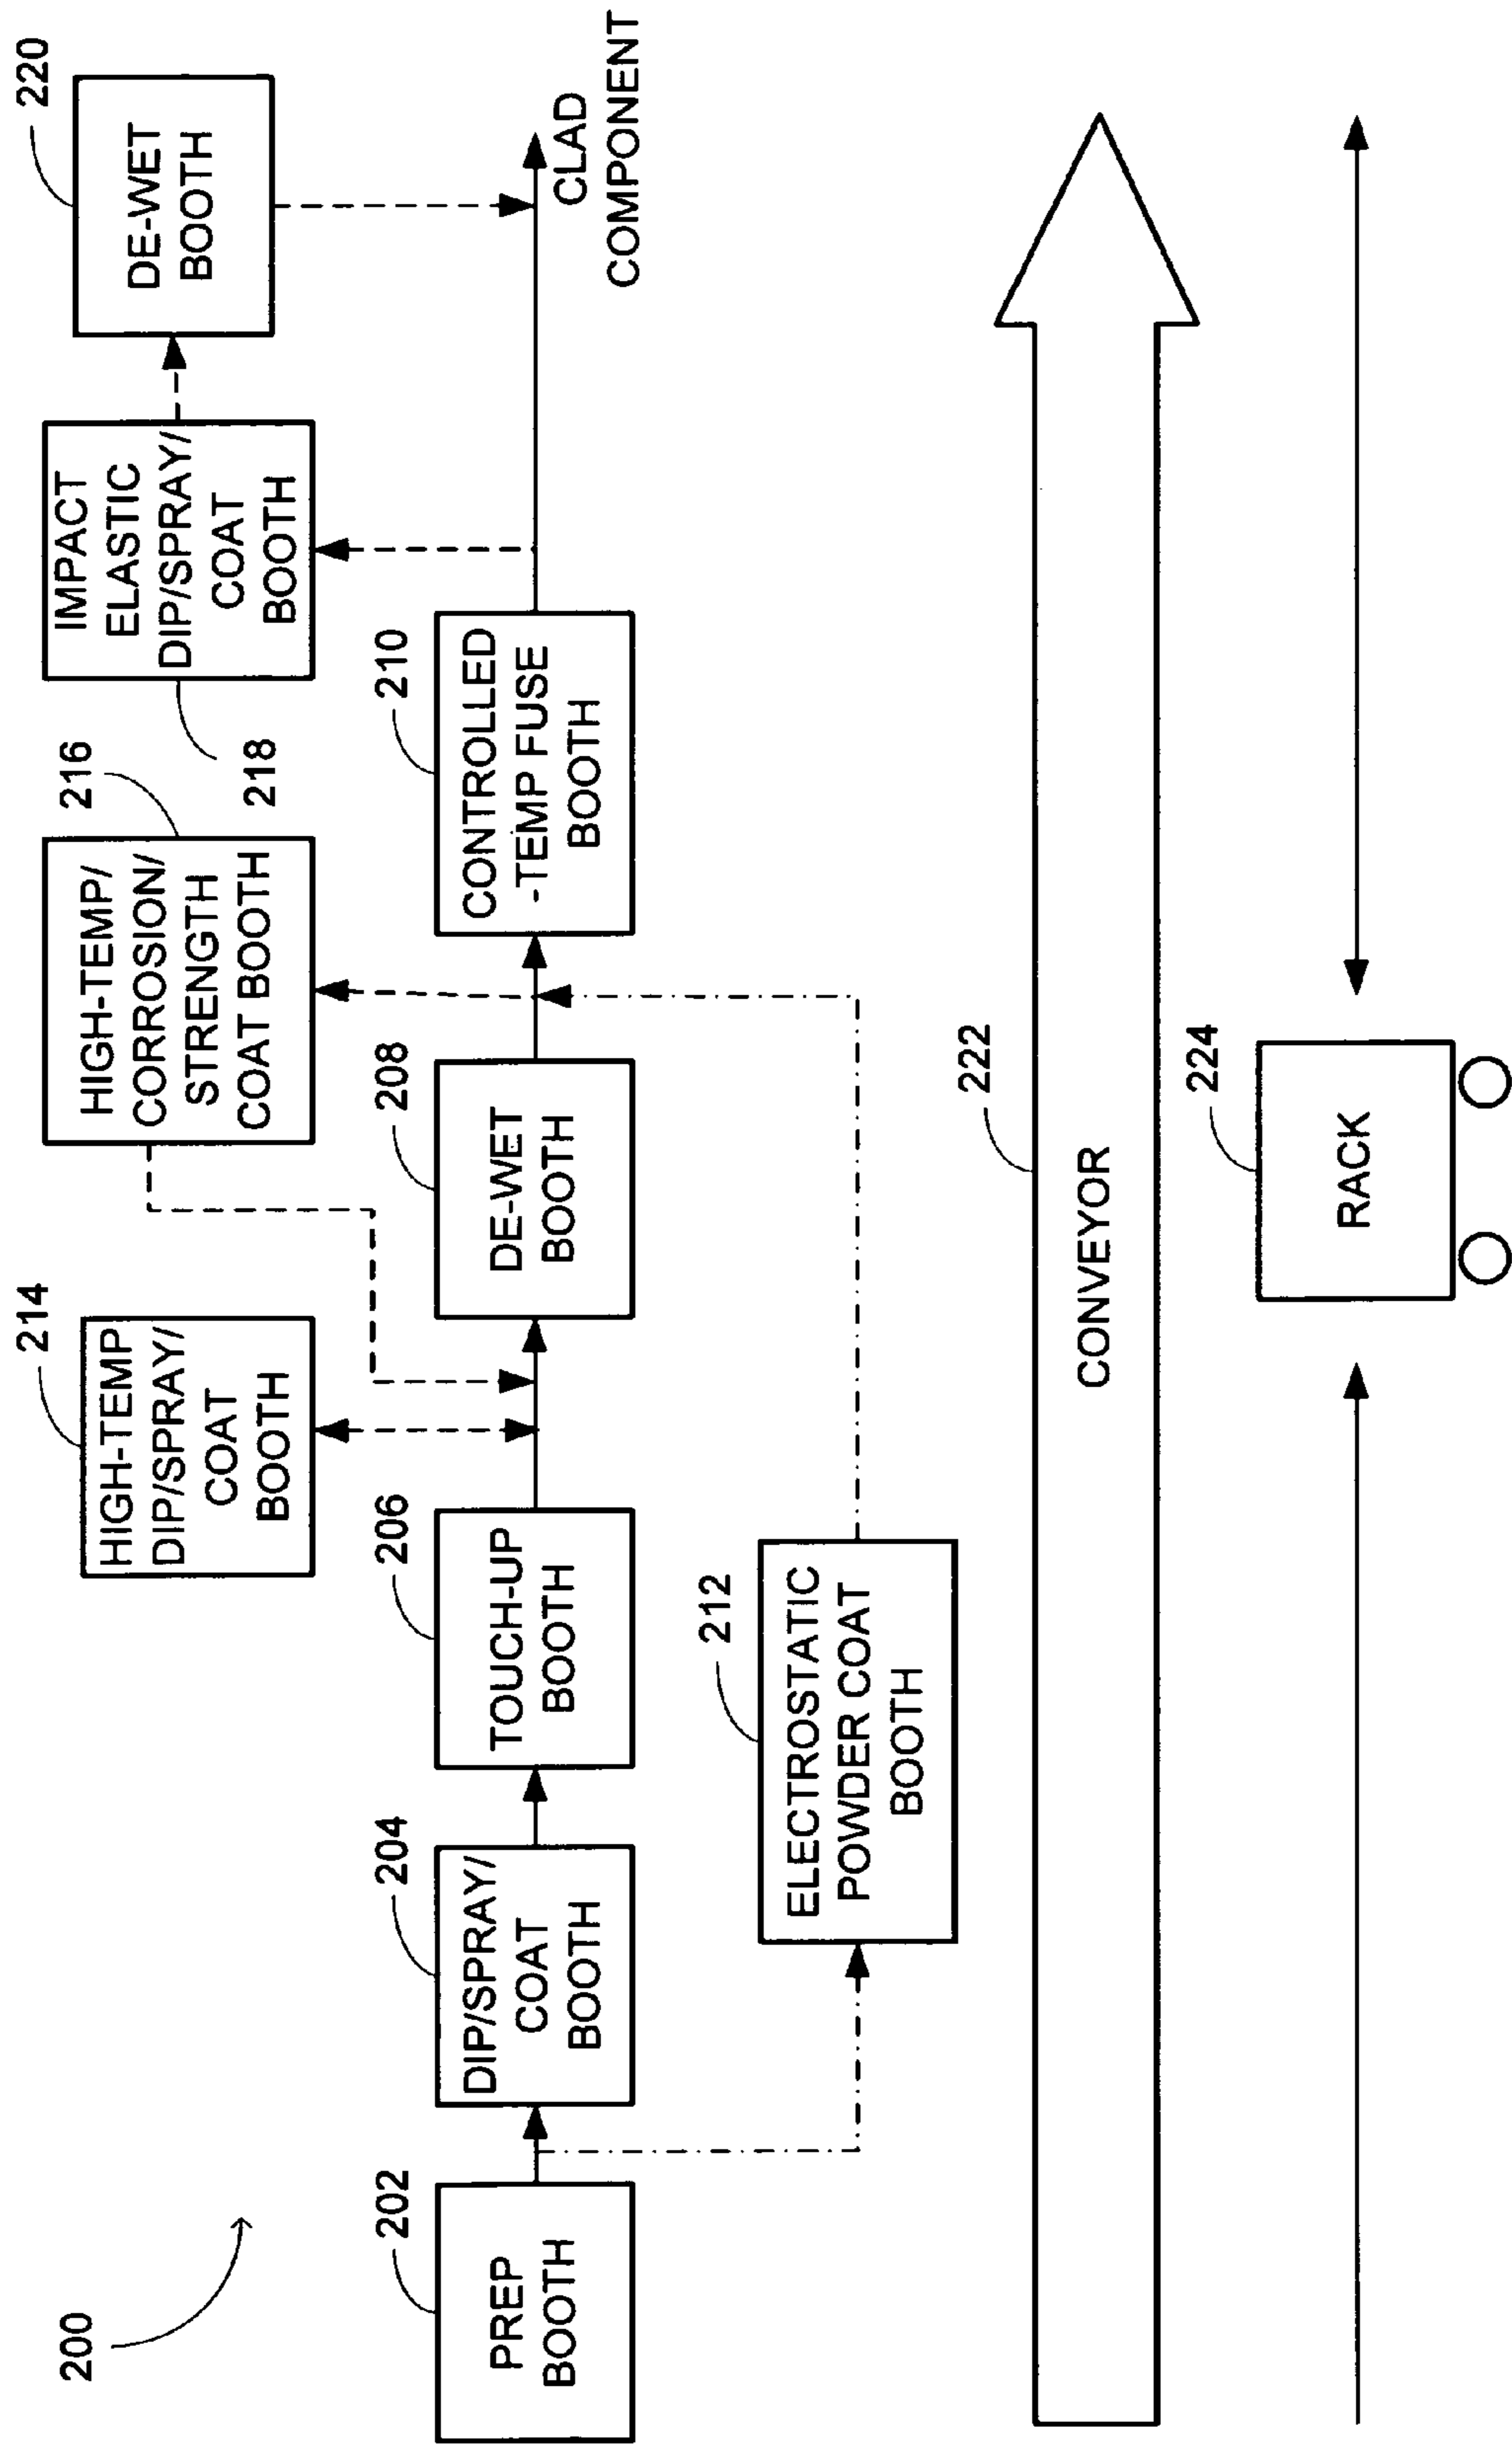 200
214
HIGH-TEMP
DIP/SPRAY/
COAT
BOOTH
216
HIGH-TEMP/
CORROSION/
STRENGTH
COAT BOOTH
218
IMPACT
ELASTIC
DIP/SPRAY/
COAT
BOOTH
220
DE-WET
BOOTH
202
PREP
BOOTH
204
DIP/SPRAY/
COAT
BOOTH
206
TOUCH-UP
BOOTH
208
DE-WET
BOOTH
210
CONTROLLED
-TEMP FUSE
BOOTH
CLAD
COMPONENT
212
ELECTROSTATIC
POWDER COAT
BOOTH
222
CONVEYOR
224
RACK